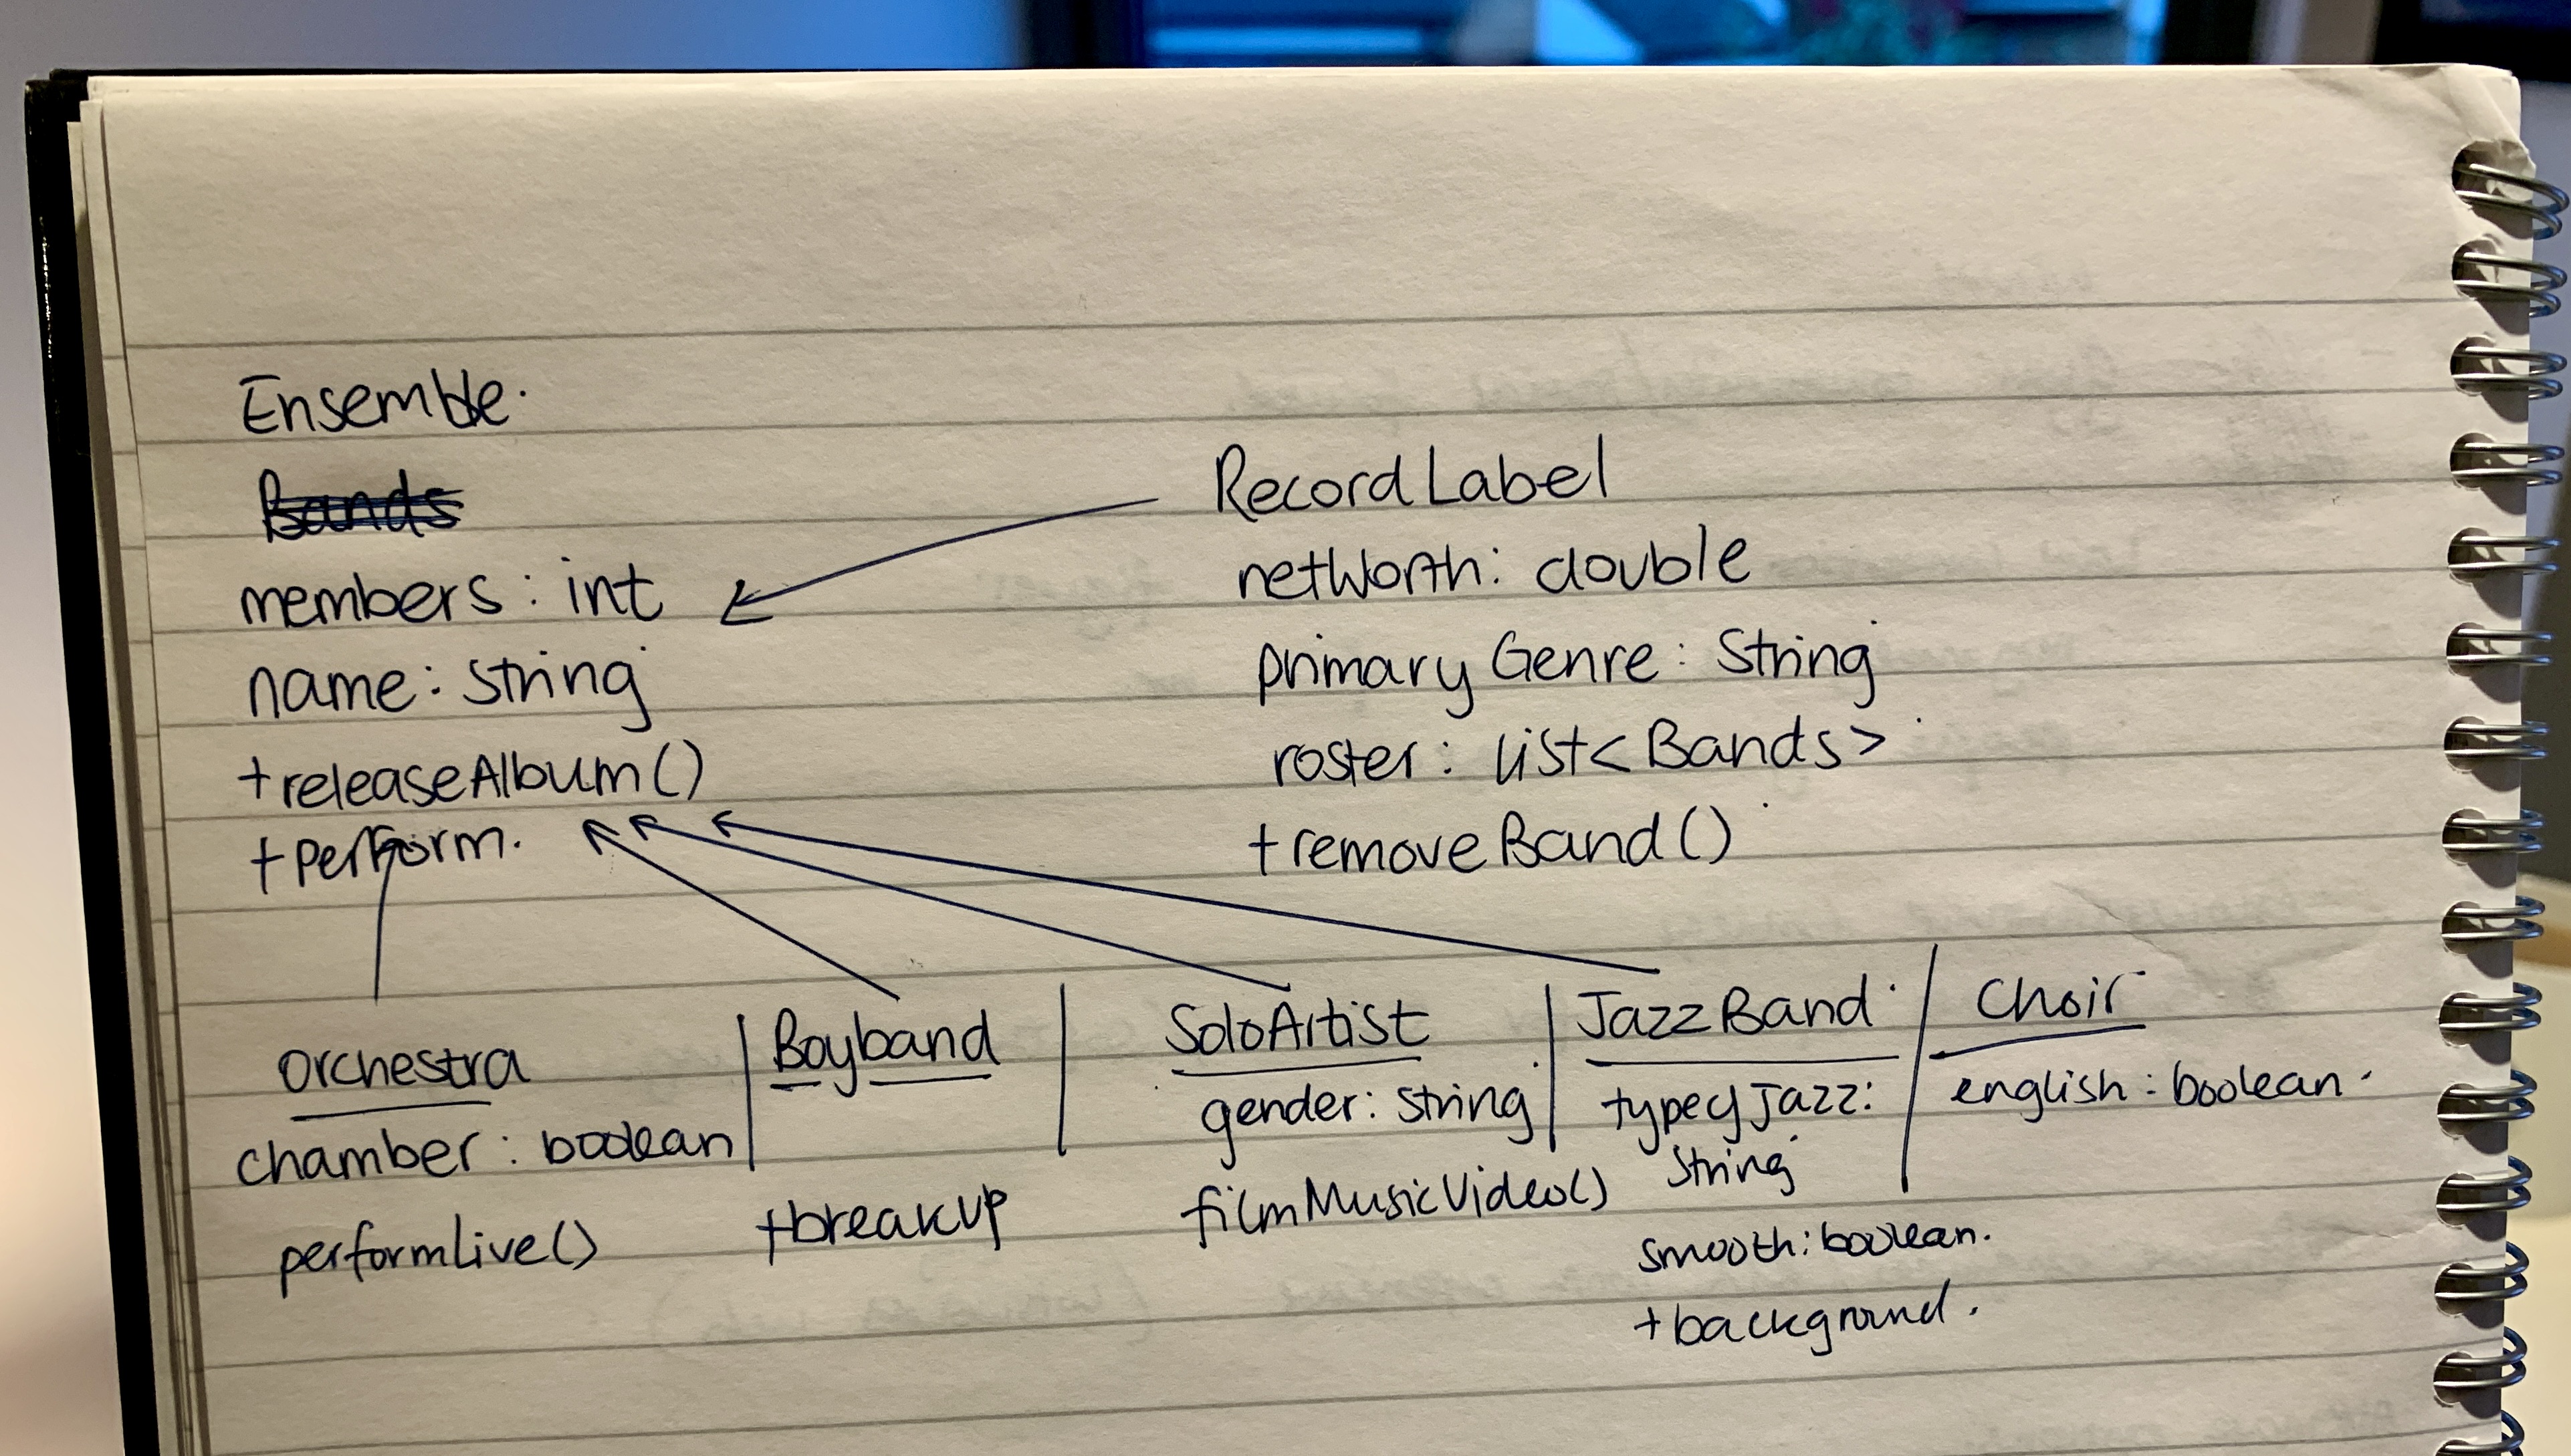 Ensemble.
Bands
members: int
name: String
+releaseAlbum()
+perform.
RecordLabel
networth: double
primary Genre: String
roster: list<Bands>
+removeBand()
orchestra
chamber: boolean
performlive()
Boyband
+breakup
SoloArtist
gender: string
filmMusicVideo()
JazzBand
typeofJazz:
String
smooth: boolean.
+background.
Choir
english: boolean.